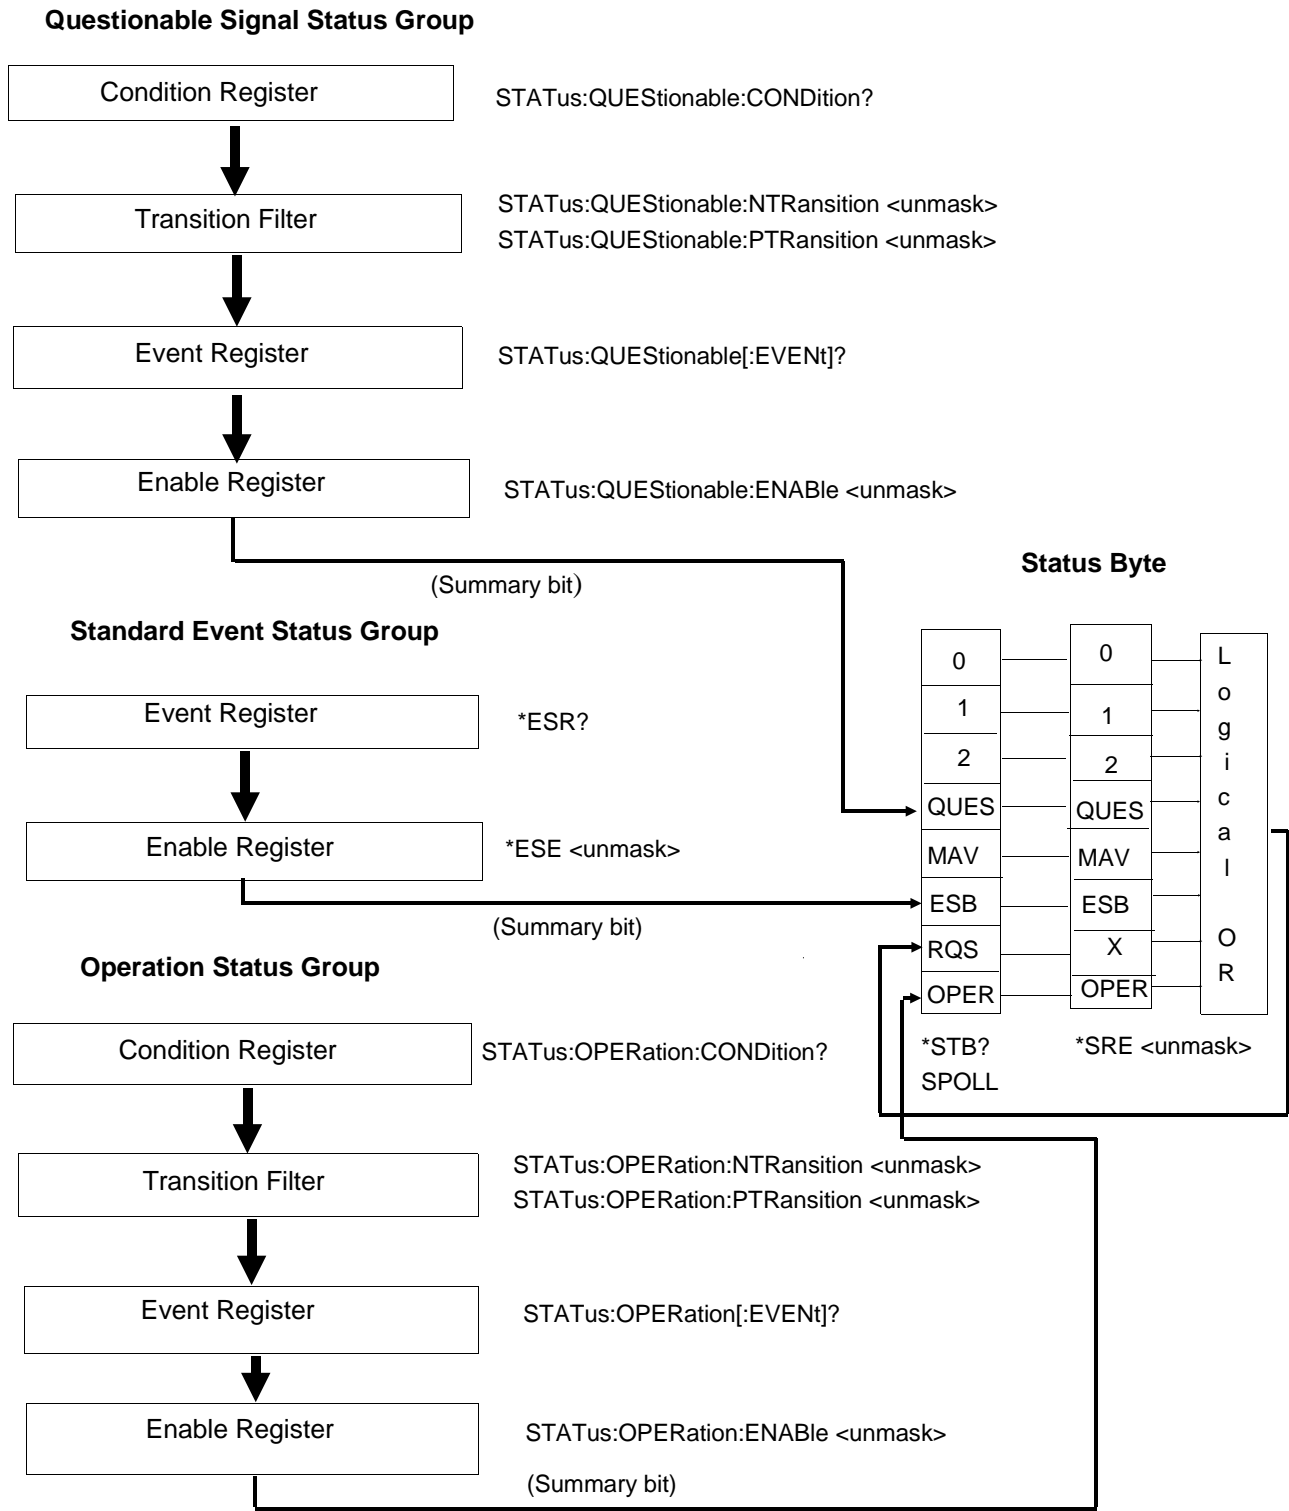 Questionable Signal Status Group
Condition Register
STATus:QUEStionable:CONDition?
Transition Filter
STATus:QUEStionable:NTRansition <unmask>
STATus:QUEStionable:PTRansition <unmask>
Event Register
STATus:QUEStionable[:EVENt]?
Enable Register
STATus:QUEStionable:ENABle <unmask>
(Summary bit)
Standard Event Status Group
Event Register
*ESR?
Enable Register
*ESE <unmask>
(Summary bit)
Status Byte
0
1
2
QUES
MAV
ESB
RQS
OPER
*STB?
SPOLL
0
1
2
QUES
MAV
ESB
X
OPER
*SRE <unmask>
Logical OR
Operation Status Group
Condition Register
STATus:OPERation:CONDition?
Transition Filter
STATus:OPERation:NTRansition <unmask>
STATus:OPERation:PTRansition <unmask>
Event Register
STATus:OPERation[:EVENt]?
Enable Register
STATus:OPERation:ENABle <unmask>
(Summary bit)